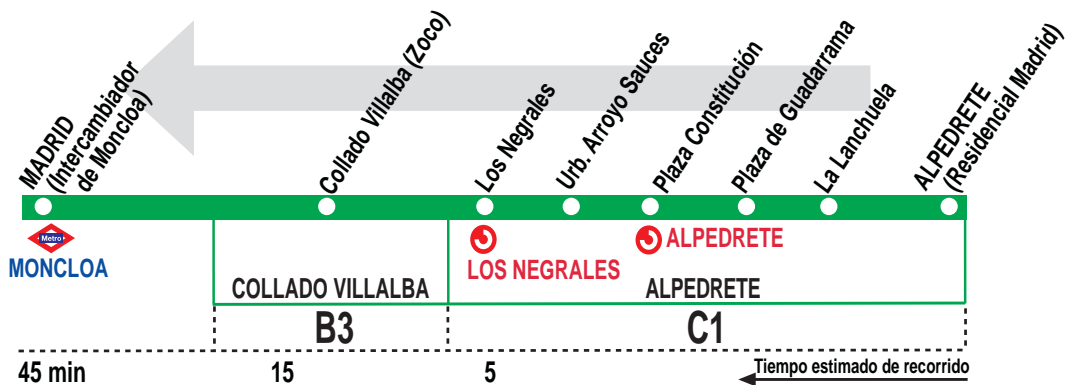 MADRID
(Intercambiador
de Moncloa)
Collado Villalba (Zoco)
Los Negrales
Urb. Arroyo Sauces
Plaza Constitución
Plaza de Guadarrama
La Lanchuela
ALPEDRETE
(Residencial Madrid)
Metro
MONCLOA
LOS NEGRALES
ALPEDRETE
COLLADO VILLALBA
ALPEDRETE
B3
C1
45 min
15
5
Tiempo estimado de recorrido